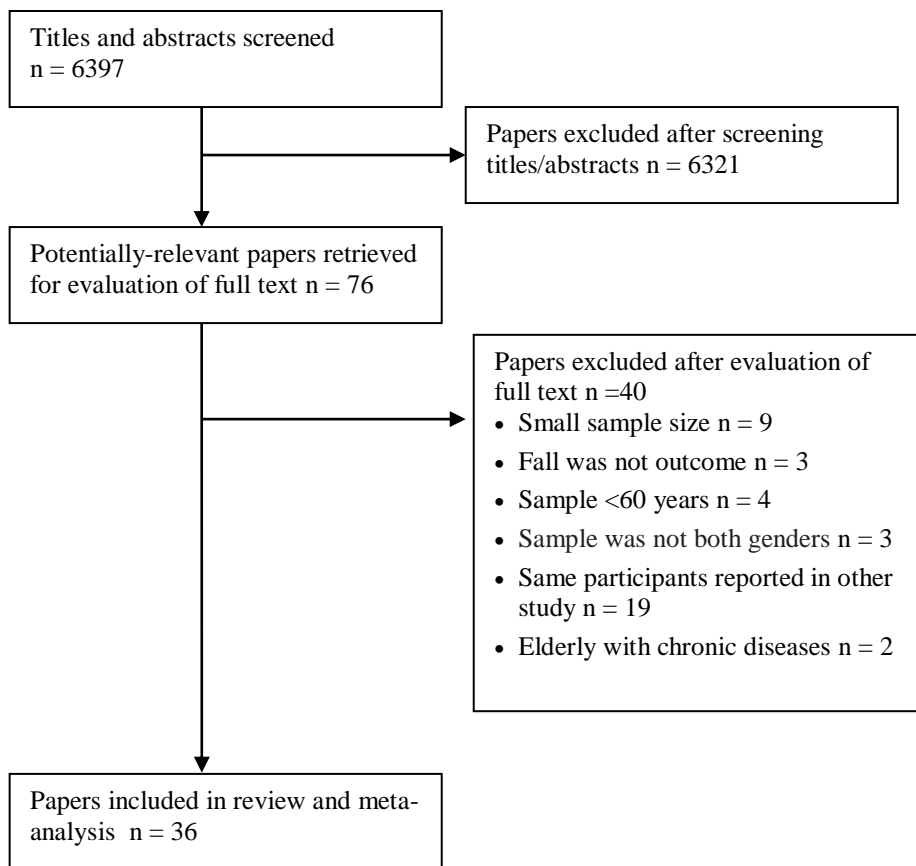 Titles and abstracts screened
n = 6397
Papers excluded after screening
titles/abstracts n = 6321
Potentially-relevant papers retrieved
for evaluation of full text n = 76
Papers excluded after evaluation of
full text n =40
• Small sample size n = 9
• Fall was not outcome n = 3
• Sample <60 years n = 4
• Sample was not both genders n = 3
• Same participants reported in other
study n = 19
• Elderly with chronic diseases n = 2
Papers included in review and meta-
analysis n = 36